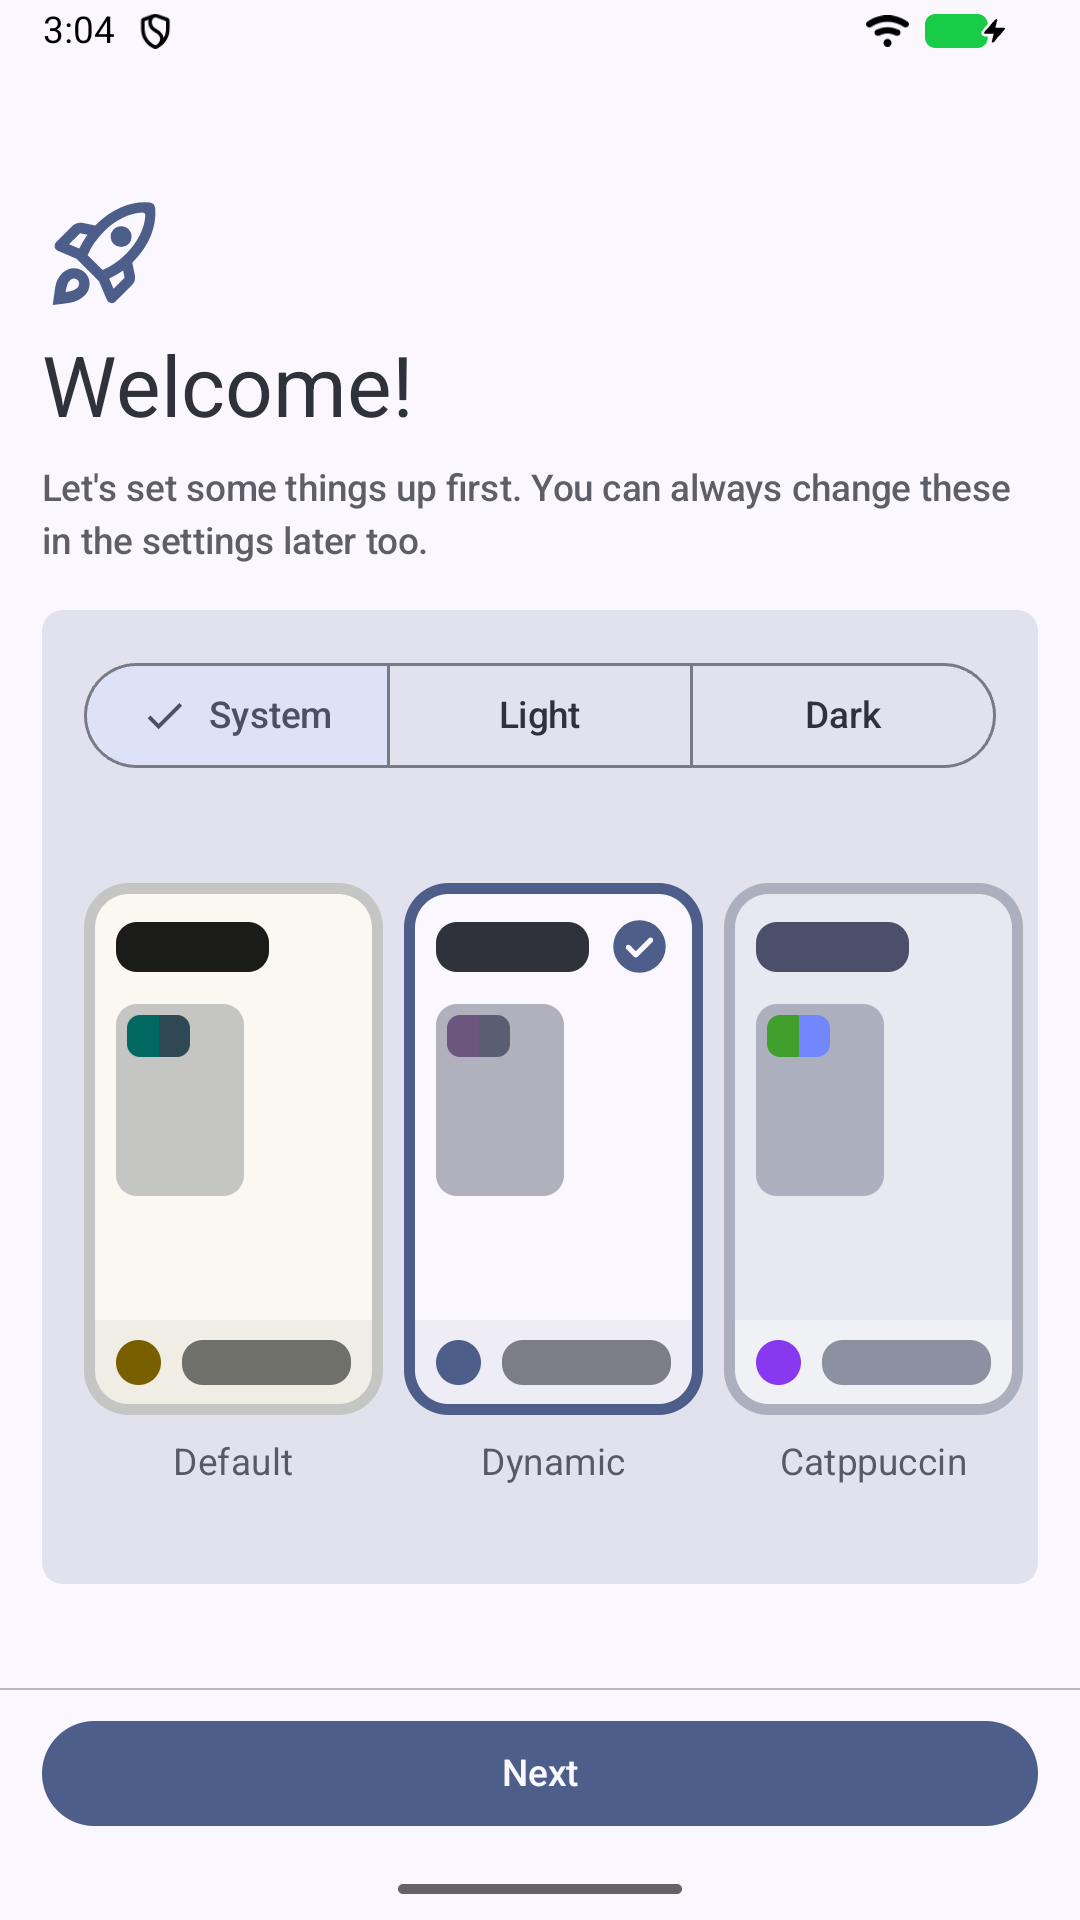 3:04
Welcome!
Let's set some things up first. You can always change these
in the settings later too.
System Light Dark
Default Dynamic Catppuccin
Next